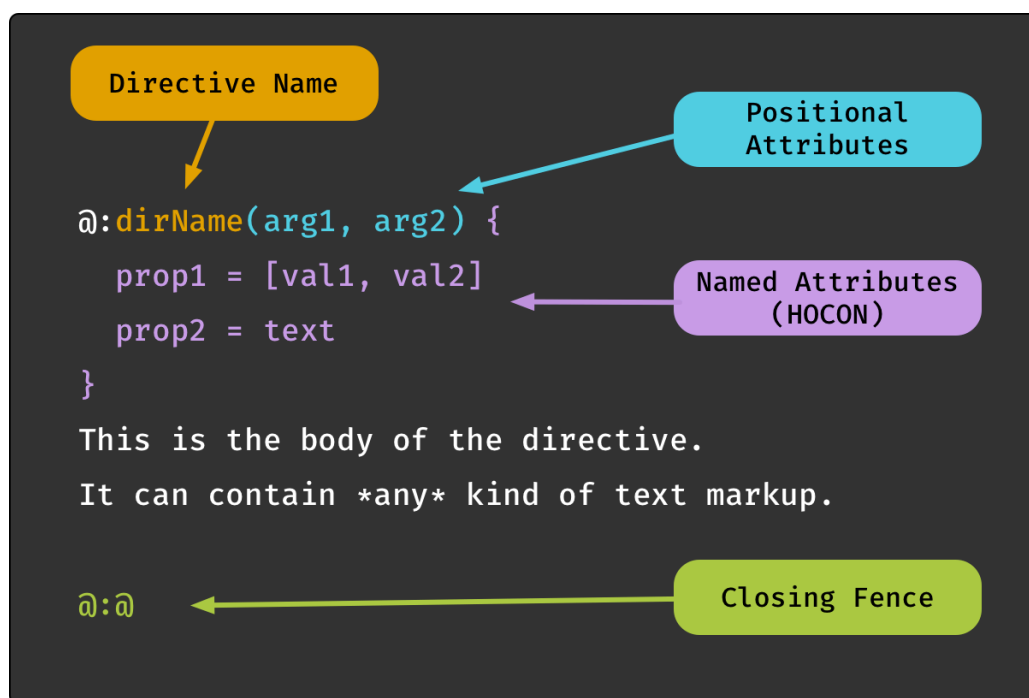 Directive Name
Positional
Attributes
@:dirName(arg1, arg2) {
prop1 = [val1, val2]
Named Attributes
(HOCON)
prop2 = text
}
This is the body of the directive.
It can contain *any* kind of text markup.
@:@
Closing Fence